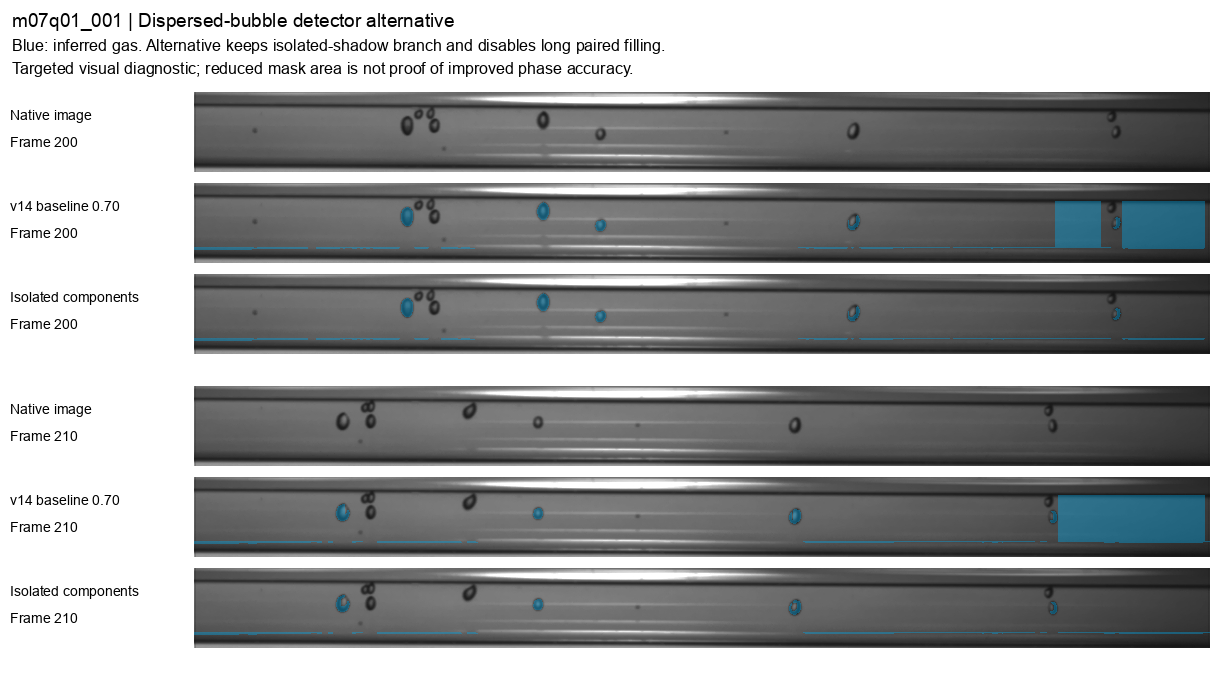 m07q01_001 | Dispersed-bubble detector alternative
Blue: inferred gas. Alternative keeps isolated-shadow branch and disables long paired filling.
Targeted visual diagnostic; reduced mask area is not proof of improved phase accuracy.
Native image
Frame 200
v14 baseline 0.70
Frame 200
Isolated components
Frame 200
Native image
Frame 210
v14 baseline 0.70
Frame 210
Isolated components
Frame 210